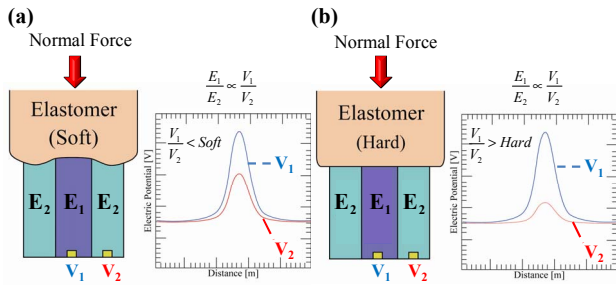 (a)
Normal Force
Elastomer
(Soft)
E2 E1 E2
V1 V2
E1/E2 ∝ V1/V2
V1/V2 < Soft
V1
V2
Electric Potential [V]
Distance [m]
(b)
Normal Force
Elastomer
(Hard)
E2 E1 E2
V1 V2
E1/E2 ∝ V1/V2
V1/V2 > Hard
V1
V2
Electric Potential [V]
Distance [m]